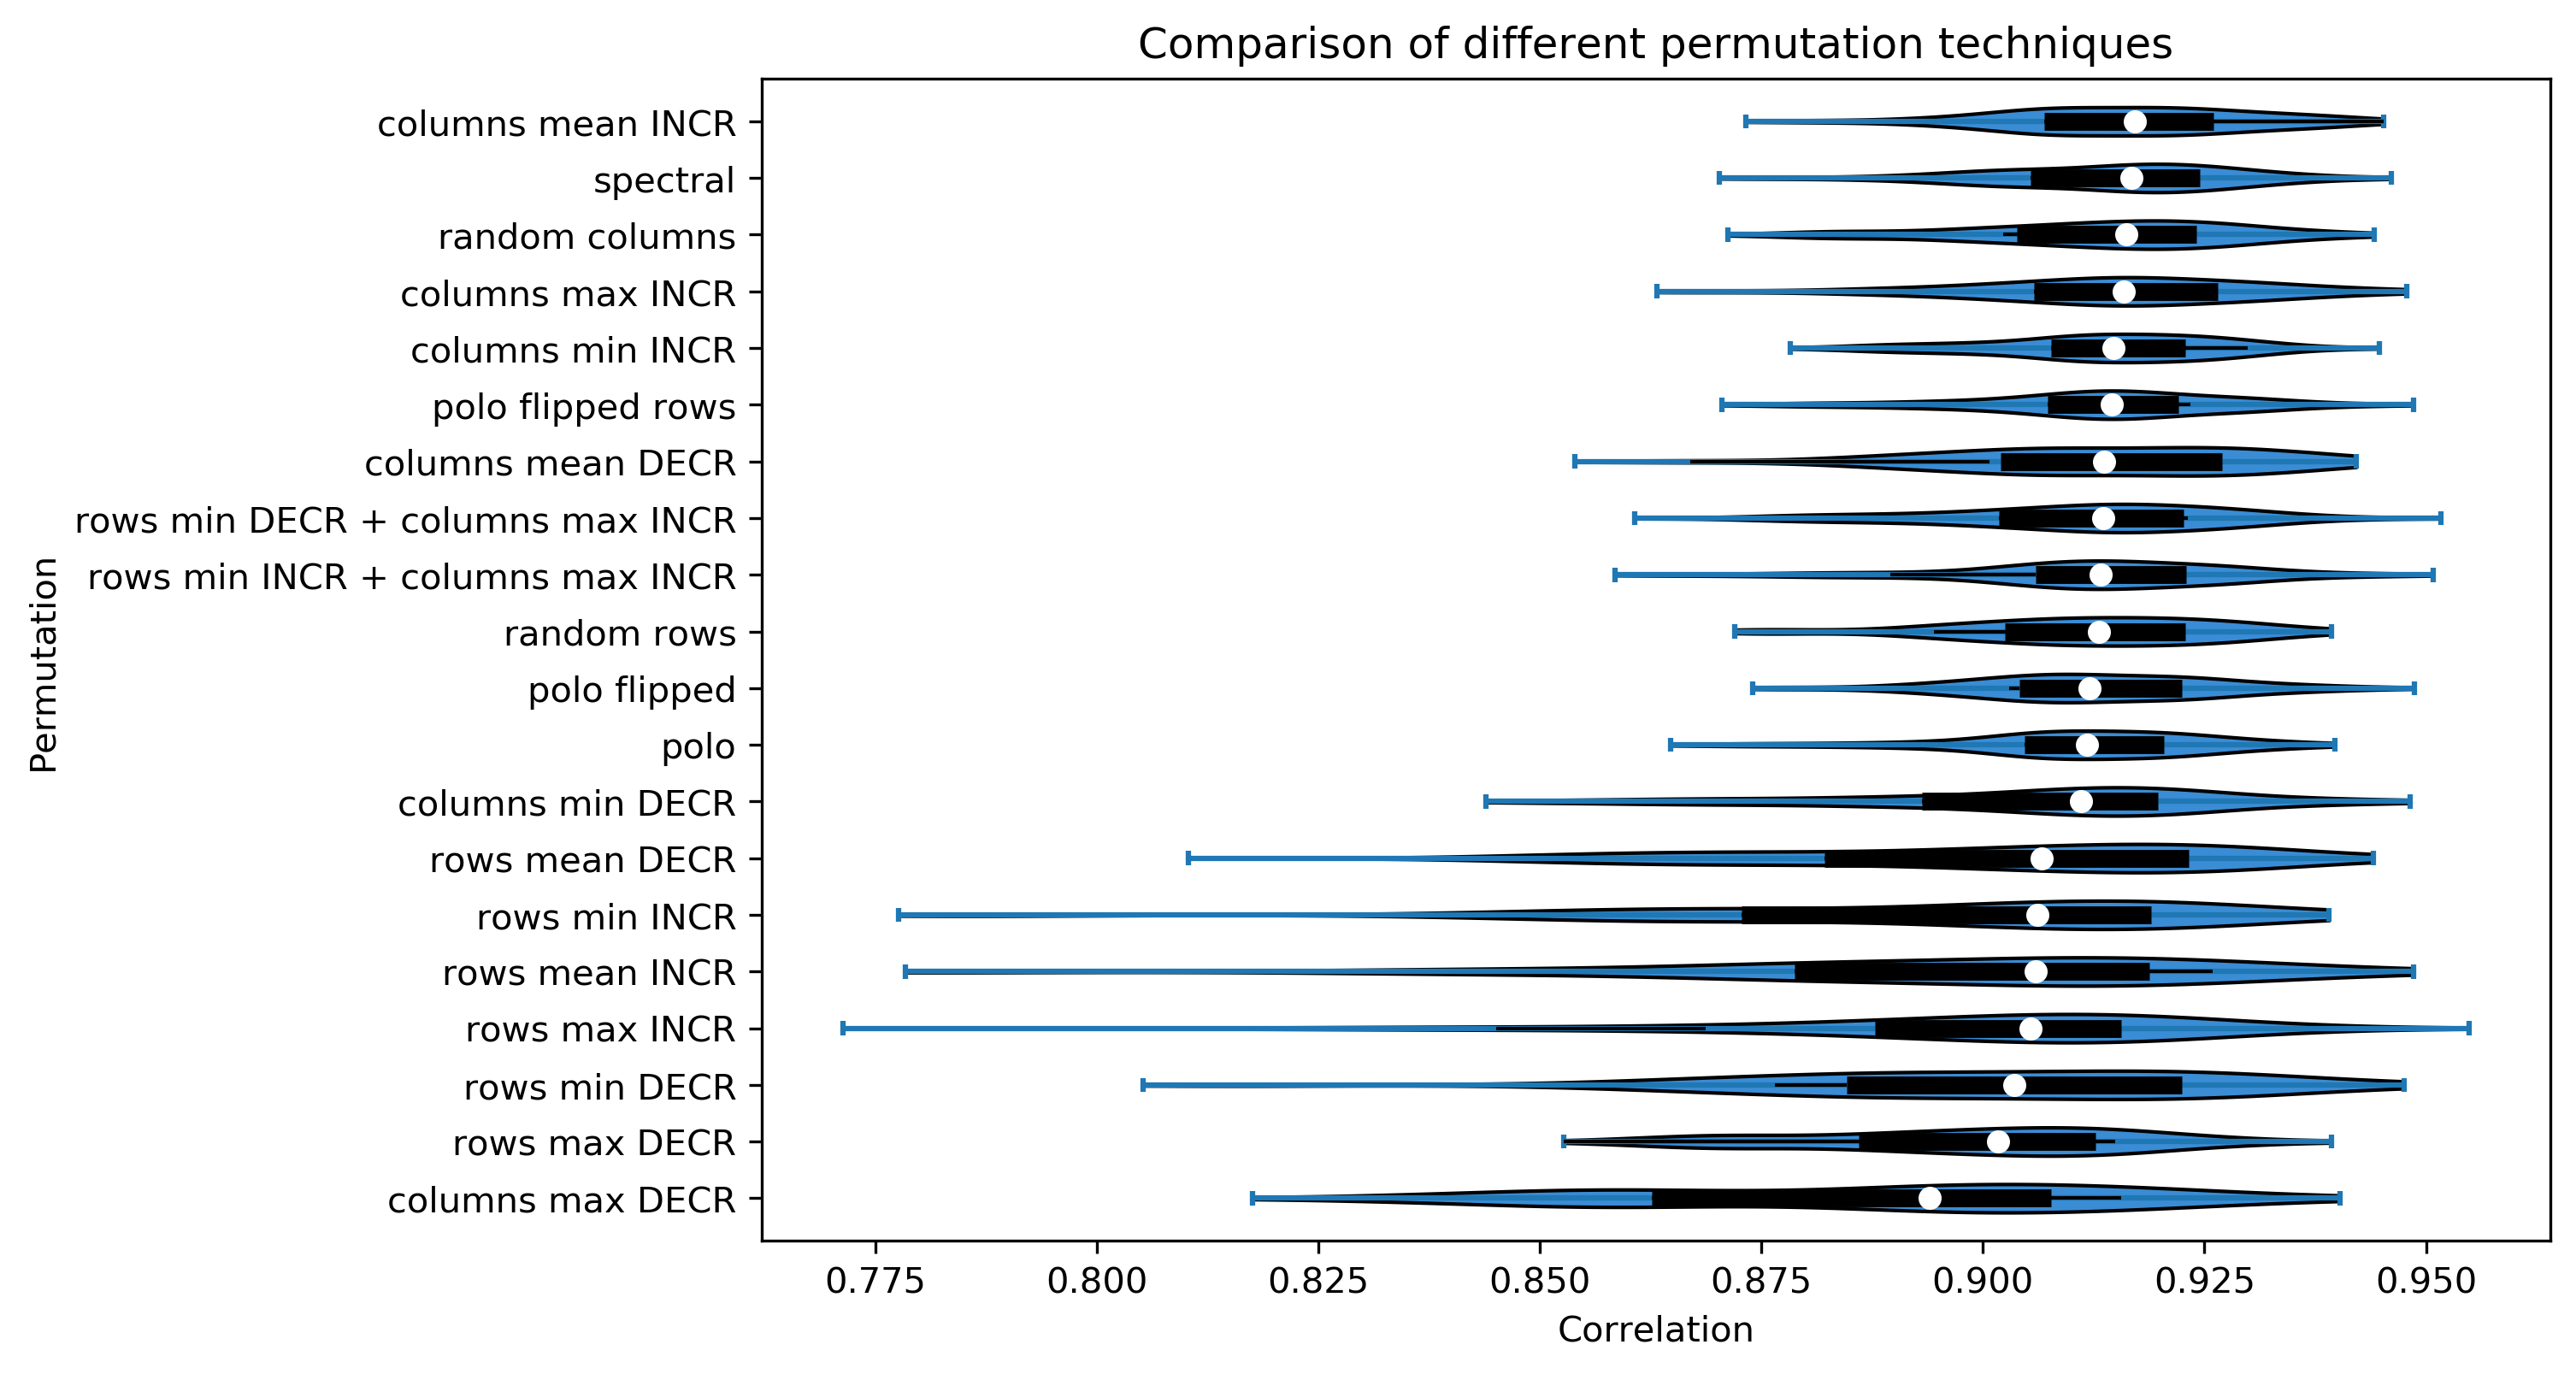 Comparison of different permutation techniques
Permutation
columns mean INCR
spectral
random columns
columns max INCR
columns min INCR
polo flipped rows
columns mean DECR
rows min DECR + columns max INCR
rows min INCR + columns max INCR
random rows
polo flipped
polo
columns min DECR
rows mean DECR
rows min INCR
rows mean INCR
rows max INCR
rows min DECR
rows max DECR
columns max DECR
0.775 0.800 0.825 0.850 0.875 0.900 0.925 0.950
Correlation